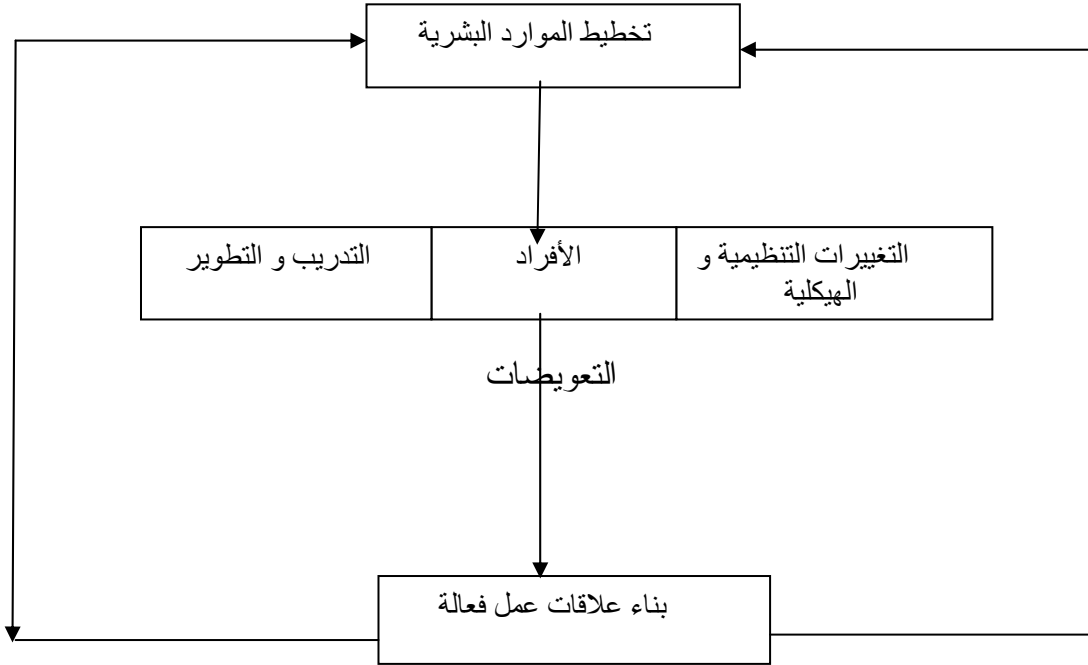 تخطيط الموارد البشرية
التغييرات التنظيمية و
الهيكلية
الأفراد
التدريب و التطوير
التعويضات
بناء علاقات عمل فعالة